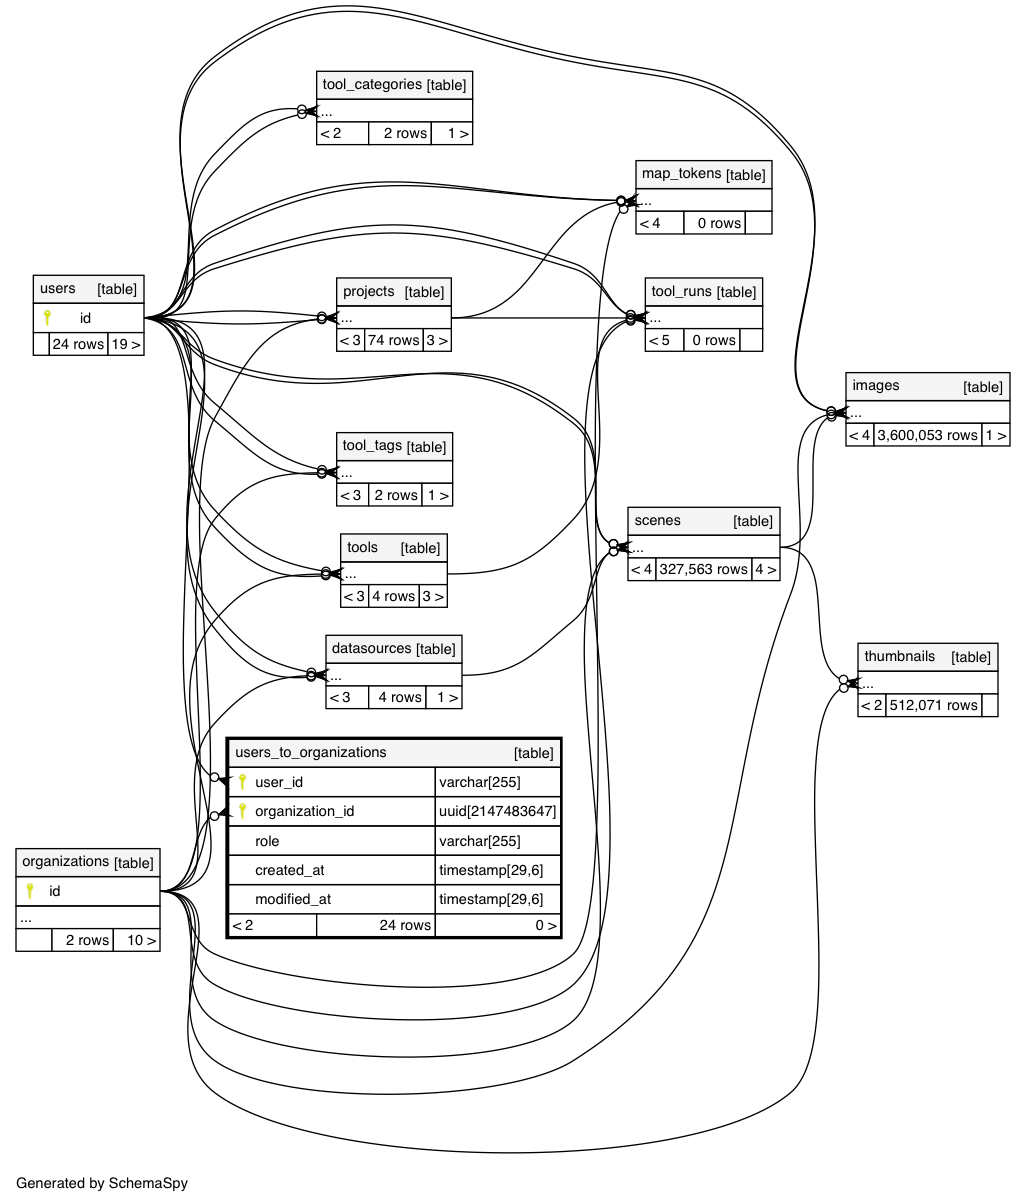 tool_categories [table]
...
< 2 2 rows 1 >
map_tokens [table]
...
< 4 0 rows
users [table]
id
24 rows 19 >
projects [table]
...
< 3 74 rows 3 >
tool_runs [table]
...
< 5 0 rows
images [table]
...
< 4 3,600,053 rows 1 >
tool_tags [table]
...
< 3 2 rows 1 >
scenes [table]
...
< 4 327,563 rows 4 >
tools [table]
...
< 3 4 rows 3 >
datasources [table]
...
< 3 4 rows 1 >
thumbnails [table]
...
< 2 512,071 rows
users_to_organizations [table]
user_id varchar[255]
organization_id uuid[2147483647]
role varchar[255]
created_at timestamp[29,6]
modified_at timestamp[29,6]
< 2 24 rows 0 >
organizations [table]
id
...
2 rows 10 >
Generated by SchemaSpy